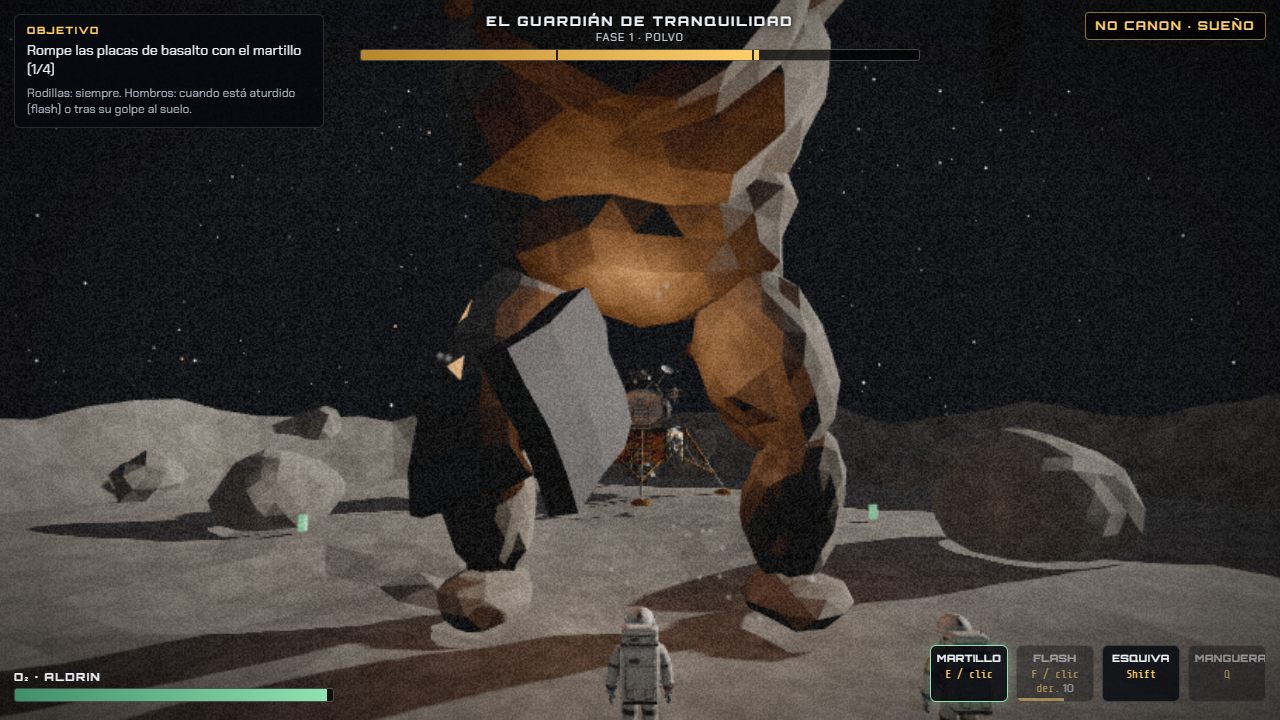 OBJETIVO
Rompe las placas de basalto con el martillo
(1/4)
Rodillas: siempre. Hombros: cuando está aturdido
(flash) o tras su golpe al suelo.
EL GUARDIÁN DE TRANQUILIDAD
FASE 1 · POLVO
NO CANON · SUEÑO
O₂ · ALDRIN
MARTILLO
E / clic
FLASH
F / clic
der. 10
ESQUIVA
Shift
MANGUERA
Q